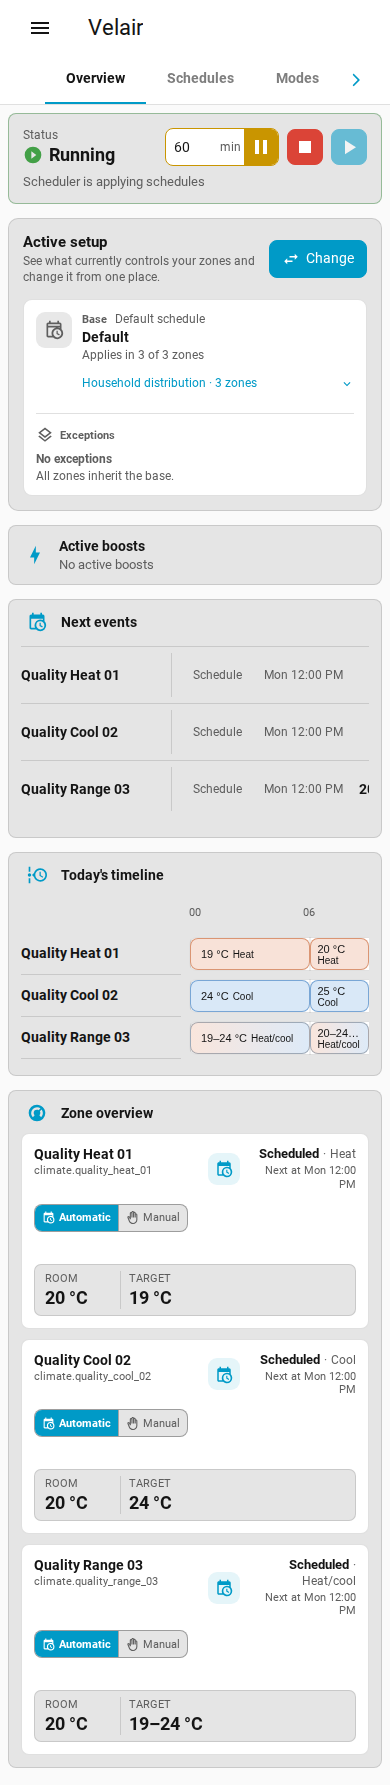 Velair
Overview Schedules Modes
Status
Running
60 min
Scheduler is applying schedules
Active setup
See what currently controls your zones and
change it from one place.
Change
Base Default schedule
Default
Applies in 3 of 3 zones
Household distribution · 3 zones
Exceptions
No exceptions
All zones inherit the base.
Active boosts
No active boosts
Next events
Quality Heat 01 Schedule Mon 12:00 PM
Quality Cool 02 Schedule Mon 12:00 PM
Quality Range 03 Schedule Mon 12:00 PM
Today's timeline
00 06
Quality Heat 01 19 °C Heat 20 °C Heat
Quality Cool 02 24 °C Cool 25 °C Cool
Quality Range 03 19–24 °C Heat/cool 20–24… Heat/cool
Zone overview
Quality Heat 01
climate.quality_heat_01
Scheduled · Heat
Next at Mon 12:00
PM
Automatic Manual
ROOM TARGET
20 °C 19 °C
Quality Cool 02
climate.quality_cool_02
Scheduled · Cool
Next at Mon 12:00
PM
Automatic Manual
ROOM TARGET
20 °C 24 °C
Quality Range 03
climate.quality_range_03
Scheduled ·
Heat/cool
Next at Mon 12:00
PM
Automatic Manual
ROOM TARGET
20 °C 19–24 °C